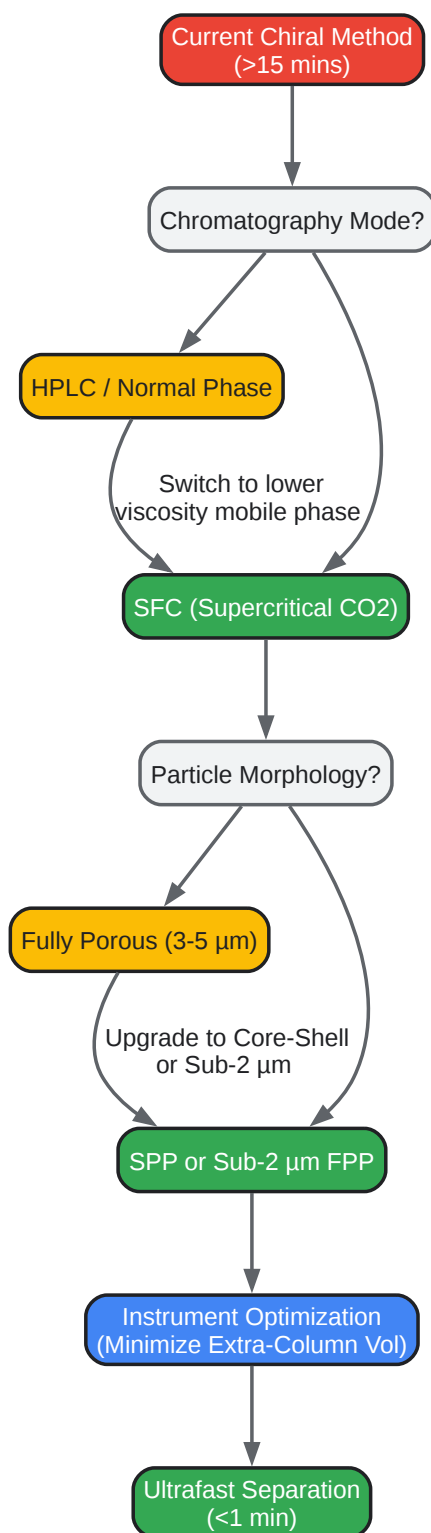 Current Chiral Method
(>15 mins)
Chromatography Mode?
HPLC / Normal Phase
Switch to lower
viscosity mobile phase
SFC (Supercritical CO2)
Particle Morphology?
Fully Porous (3-5 µm)
Upgrade to Core-Shell
or Sub-2 µm
SPP or Sub-2 µm FPP
Instrument Optimization
(Minimize Extra-Column Vol)
Ultrafast Separation
(<1 min)